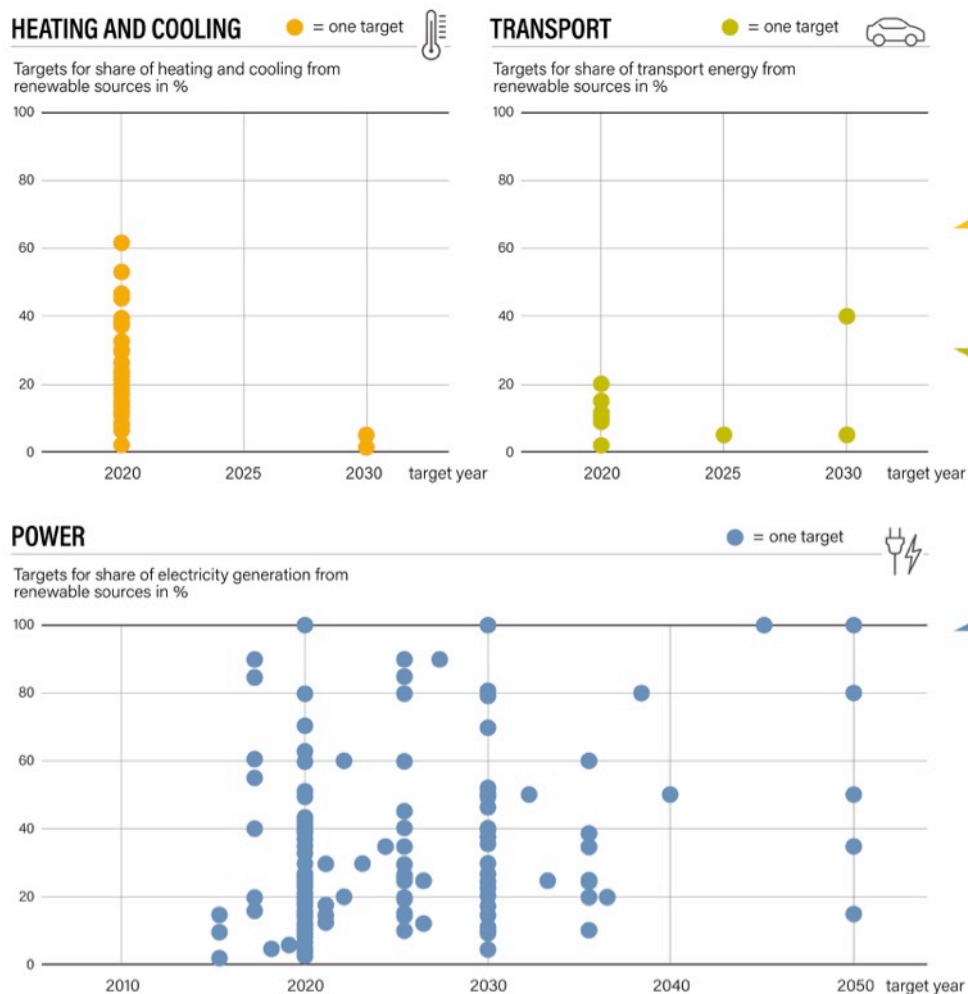 HEATING AND COOLING
= one target
Targets for share of heating and cooling from
renewable sources in %
100
80
60
40
20
0
2020
2025
2030
target year
TRANSPORT
= one target
Targets for share of transport energy from
renewable sources in %
100
80
60
40
20
0
2020
2025
2030
target year
POWER
= one target
Targets for share of electricity generation from
renewable sources in %
100
80
60
40
20
0
2010
2020
2030
2040
2050
target year